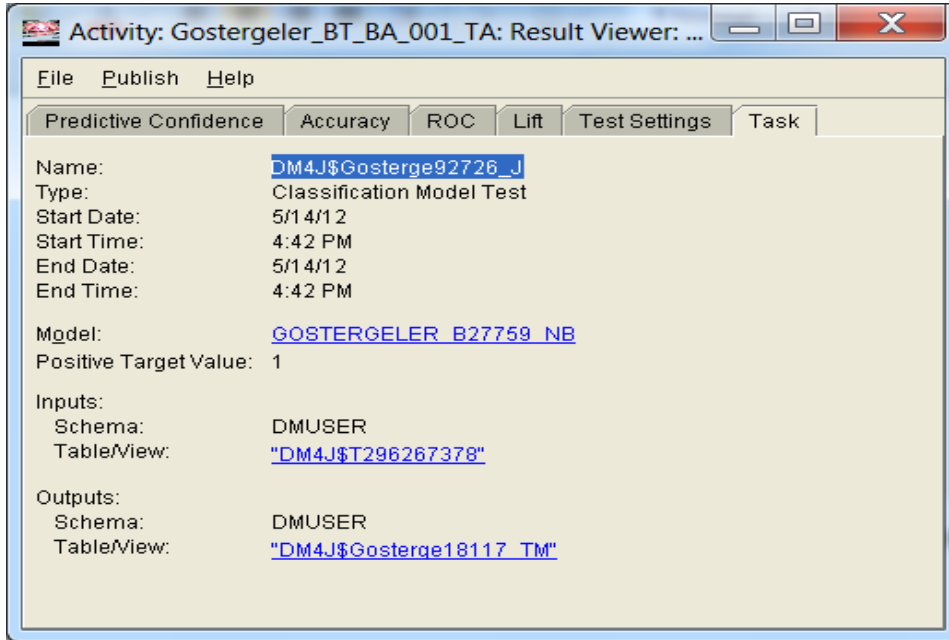 Activity: Gostergeler_BT_BA_001_TA: Result Viewer: ...
File Publish Help
Predictive Confidence Accuracy ROC Lift Test Settings Task
Name: DM4J$Gosterge92726_J
Type: Classification Model Test
Start Date: 5/14/12
Start Time: 4:42 PM
End Date: 5/14/12
End Time: 4:42 PM
Model: GOSTERGELER_B27759_NB
Positive Target Value: 1
Inputs:
Schema: DMUSER
Table/View: "DM4J$T296267378"
Outputs:
Schema: DMUSER
Table/View: "DM4J$Gosterge18117_TM"